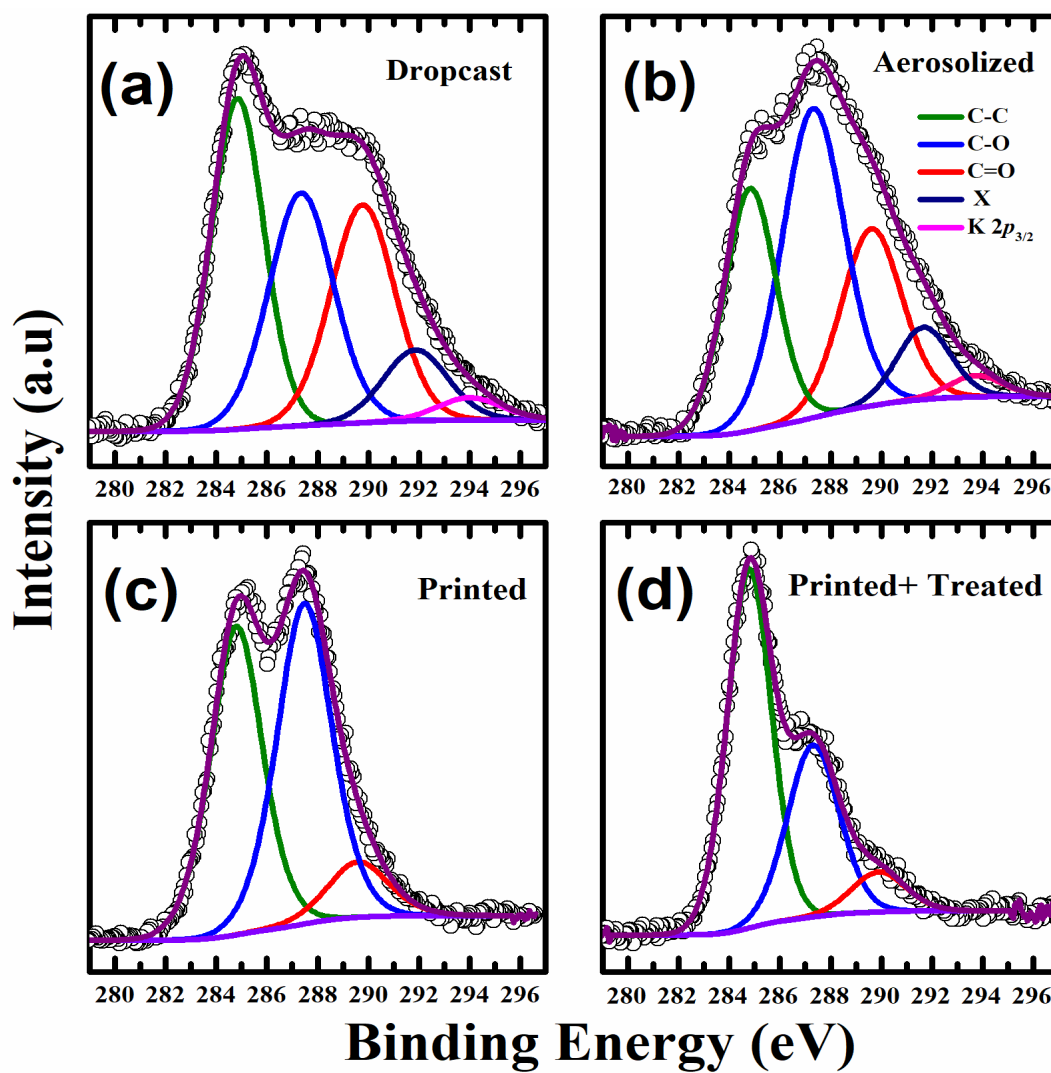 (a)
Dropcast
(b)
Aerosolized
C-C
C-O
C=O
X
K 2p3/2
280 282 284 286 288 290 292 294 296
280 282 284 286 288 290 292 294 296
(c)
Printed
(d)
Printed+ Treated
280 282 284 286 288 290 292 294 296
280 282 284 286 288 290 292 294 296
Intensity (a.u)
Binding Energy (eV)